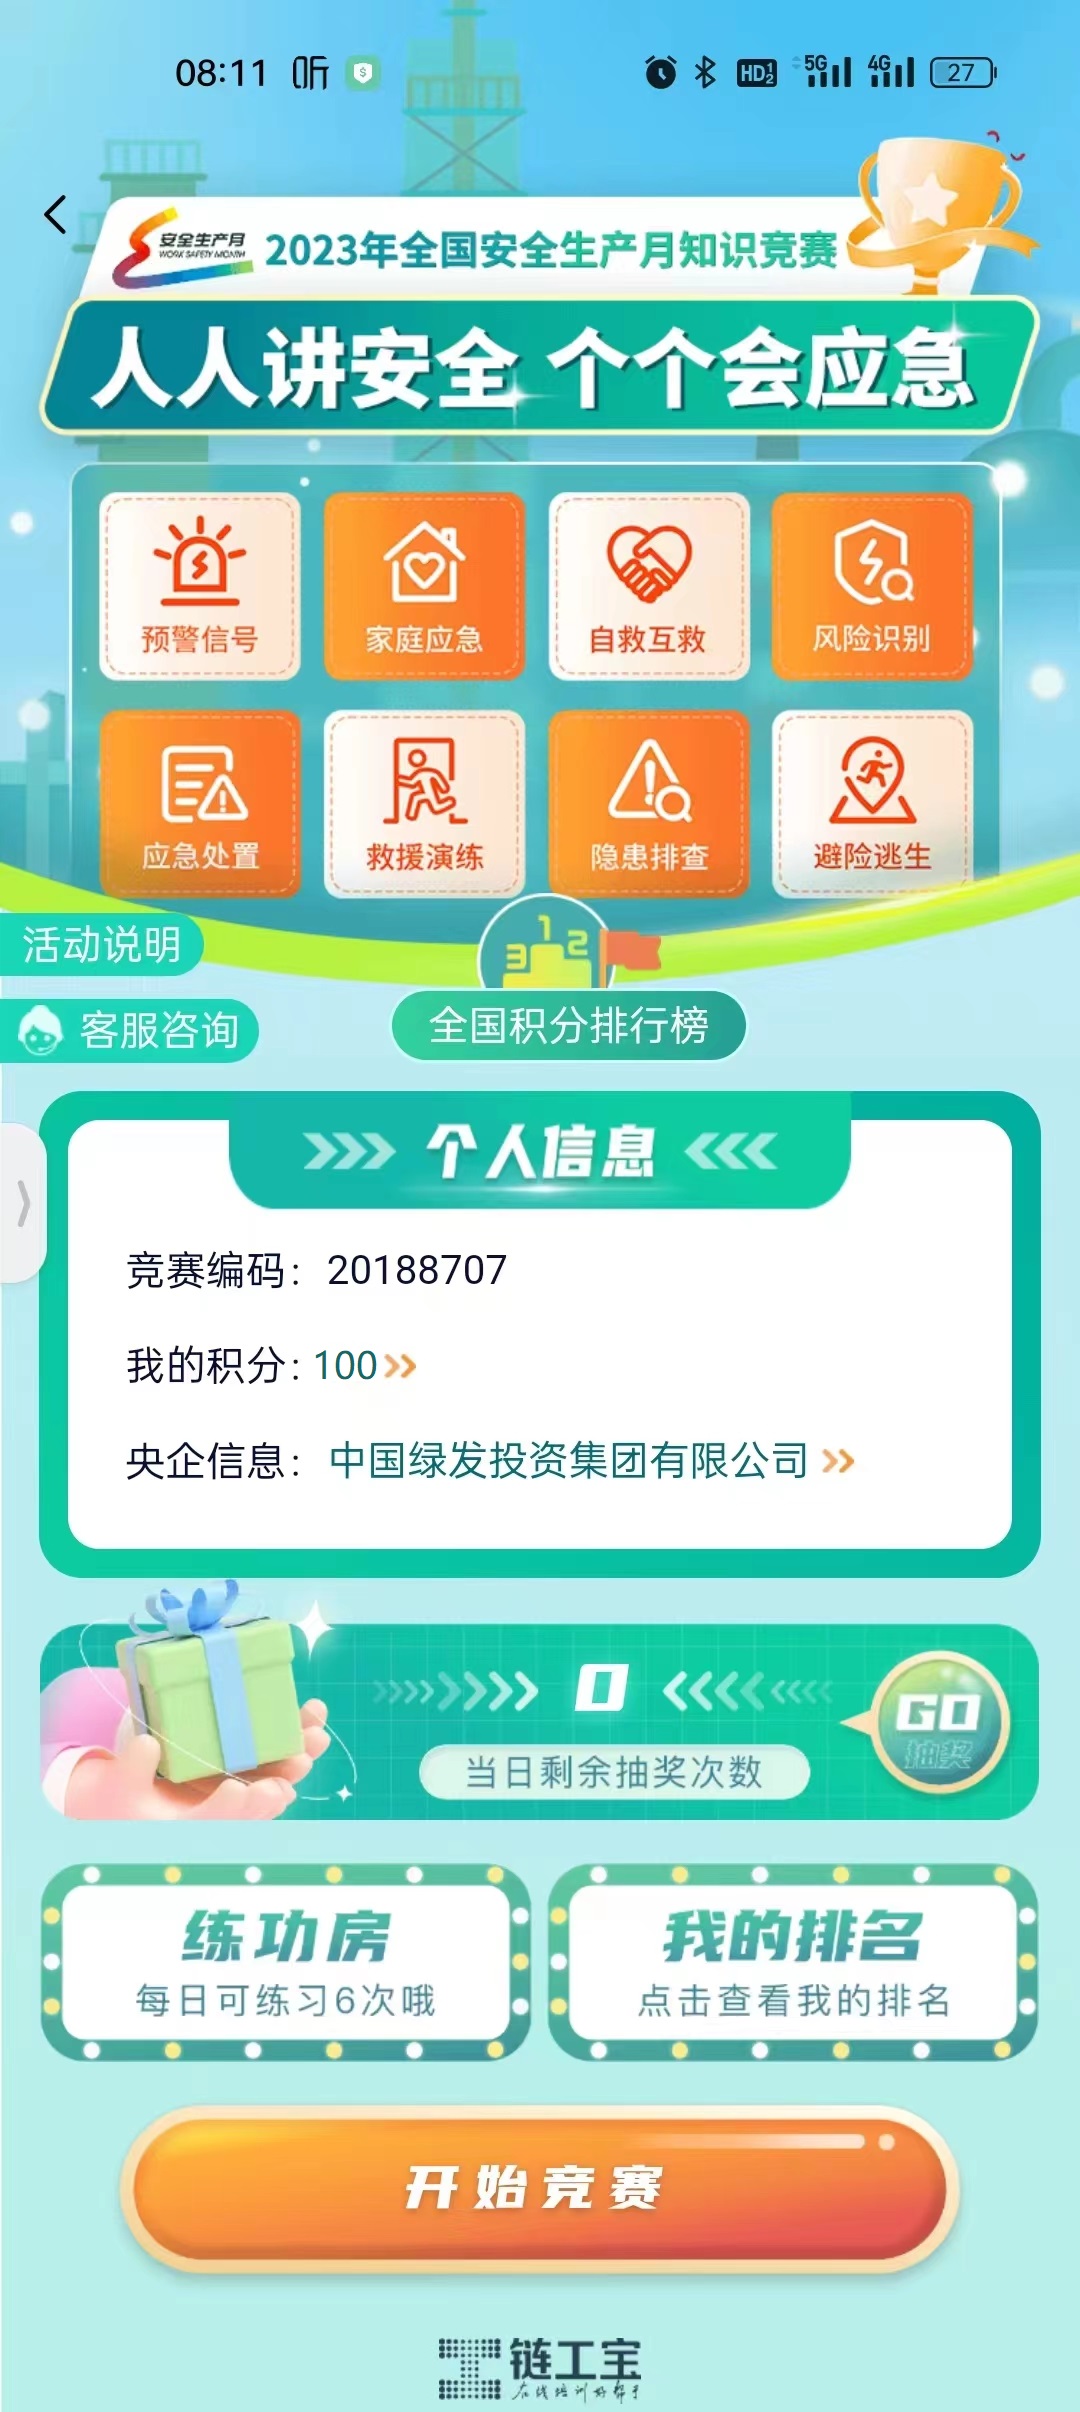 08:11 听 HD 1 2 5G 4G 27
安全生产月
WORK SAFETY MONTH
2023年全国安全生产月知识竞赛
人人讲安全 个个会应急
预警信号 家庭应急 自救互救 风险识别
应急处置 救援演练 隐患排查 避险逃生
活动说明
3 1 2
客服咨询
全国积分排行榜
个人信息
竞赛编码： 20188707
我的积分: 100
央企信息： 中国绿发投资集团有限公司
0
GO
抽奖
当日剩余抽奖次数
练功房 我的排名
每日可练习6次哦 点击查看我的排名
开始竞赛
链工宝
在线培训好帮手